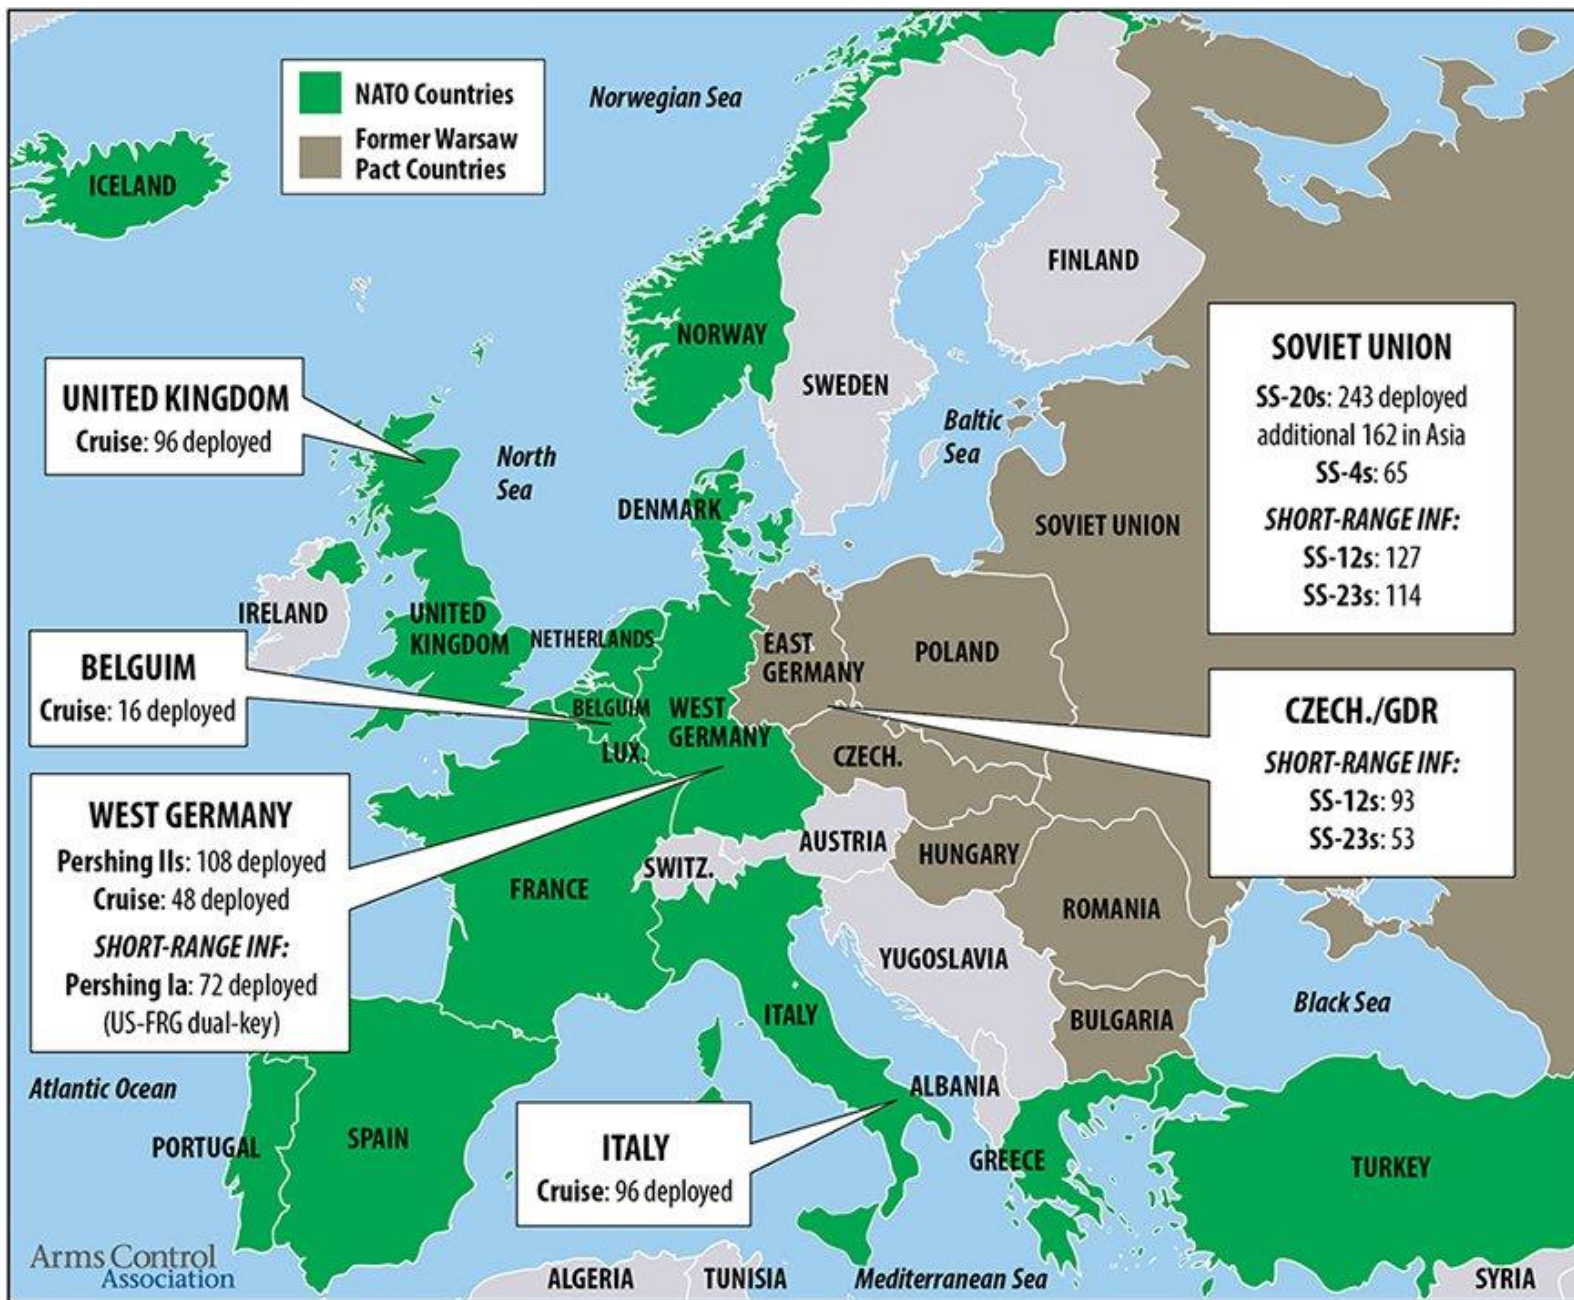 NATO Countries
Former Warsaw
Pact Countries
Norwegian Sea
ICELAND
FINLAND
NORWAY
SWEDEN
UNITED KINGDOM
Cruise: 96 deployed
North
Sea
Baltic
Sea
DENMARK
SOVIET UNION
SOVIET UNION
SS-20s: 243 deployed
additional 162 in Asia
SS-4s: 65
SHORT-RANGE INF:
SS-12s: 127
SS-23s: 114
IRELAND
UNITED
KINGDOM
NETHERLANDS
EAST
GERMANY
POLAND
BELGUIM
Cruise: 16 deployed
BELGUIM
WEST
GERMANY
LUX.
CZECH.
CZECH./GDR
SHORT-RANGE INF:
SS-12s: 93
SS-23s: 53
WEST GERMANY
Pershing IIs: 108 deployed
Cruise: 48 deployed
SHORT-RANGE INF:
Pershing Ia: 72 deployed
(US-FRG dual-key)
FRANCE
SWITZ.
AUSTRIA
HUNGARY
ROMANIA
YUGOSLAVIA
ITALY
BULGARIA
Black Sea
Atlantic Ocean
ALBANIA
PORTUGAL
SPAIN
ITALY
Cruise: 96 deployed
GREECE
TURKEY
Arms Control
Association
ALGERIA
TUNISIA
Mediterranean Sea
SYRIA